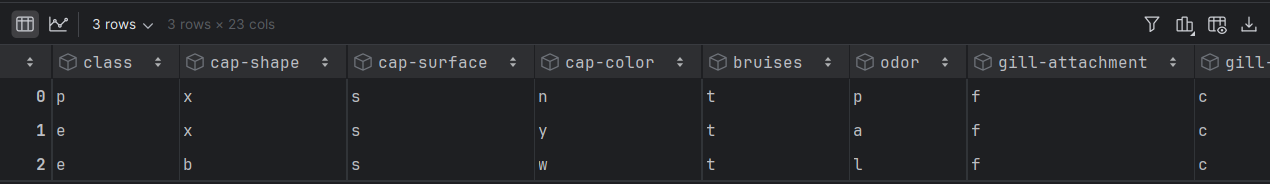 3 rows 3 rows × 23 cols
class cap-shape cap-surface cap-color bruises odor gill-attachment gill-
0 p x s n t p f c
1 e x s y t a f c
2 e b s w t l f c